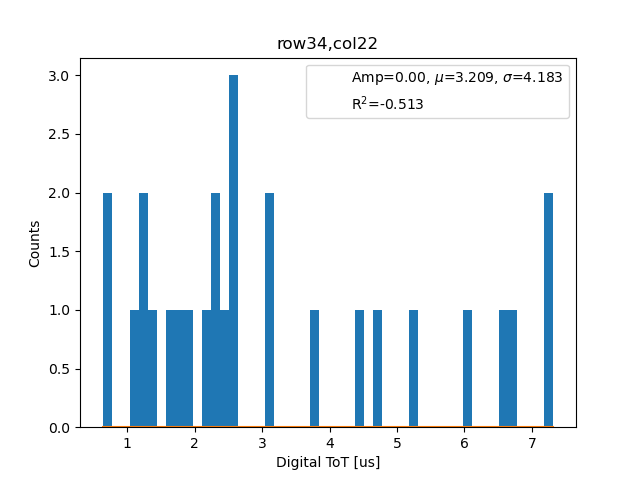 row34,col22
Amp=0.00, μ=3.209, σ=4.183
R²=-0.513
3.0
2.5
2.0
1.5
1.0
0.5
0.0
Counts
1 2 3 4 5 6 7
Digital ToT [us]